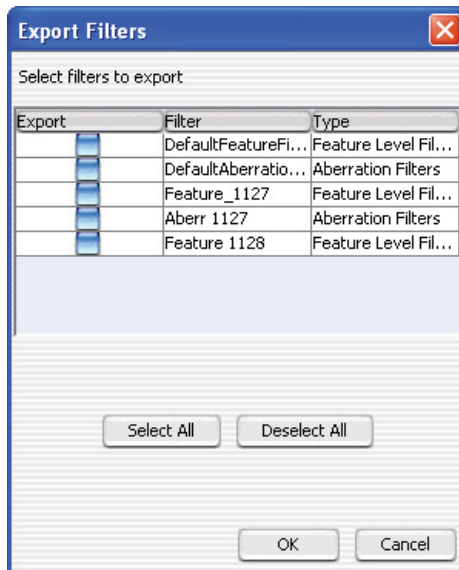 Export Filters
Select filters to export
Export Filter Type
DefaultFeatureFi... Feature Level Fil...
DefaultAberratio... Aberration Filters
Feature_1127 Feature Level Fil...
Aberr 1127 Aberration Filters
Feature 1128 Feature Level Fil...
Select All Deselect All
OK Cancel